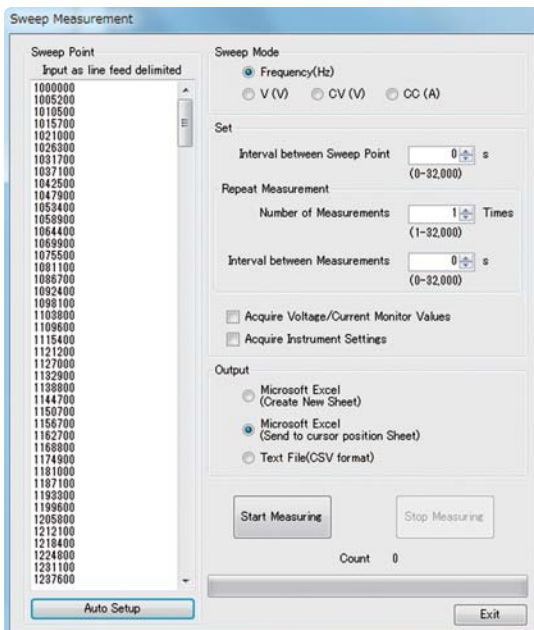 Sweep Measurement
Sweep Point
Input as line feed delimited
1000000
1005200
1010500
1015700
1021000
1026300
1031700
1037100
1042500
1047900
1053400
1058900
1064400
1069900
1075500
1081100
1086700
1092400
1098100
1103800
1109600
1115400
1121200
1127000
1132900
1138800
1144700
1150700
1156700
1162700
1168800
1174900
1181000
1187100
1193300
1199600
1205800
1212100
1218400
1224800
1231100
1237600
Auto Setup
Sweep Mode
Frequency(Hz)
V (V) CV (V) CC (A)
Set
Interval between Sweep Point 0 s
(0-32,000)
Repeat Measurement
Number of Measurements 1 Times
(1-32,000)
Interval between Measurements 0 s
(0-32,000)
Acquire Voltage/Current Monitor Values
Acquire Instrument Settings
Output
Microsoft Excel
(Create New Sheet)
Microsoft Excel
(Send to cursor position Sheet)
Text File(CSV format)
Start Measuring
Stop Measuring
Count 0
Exit